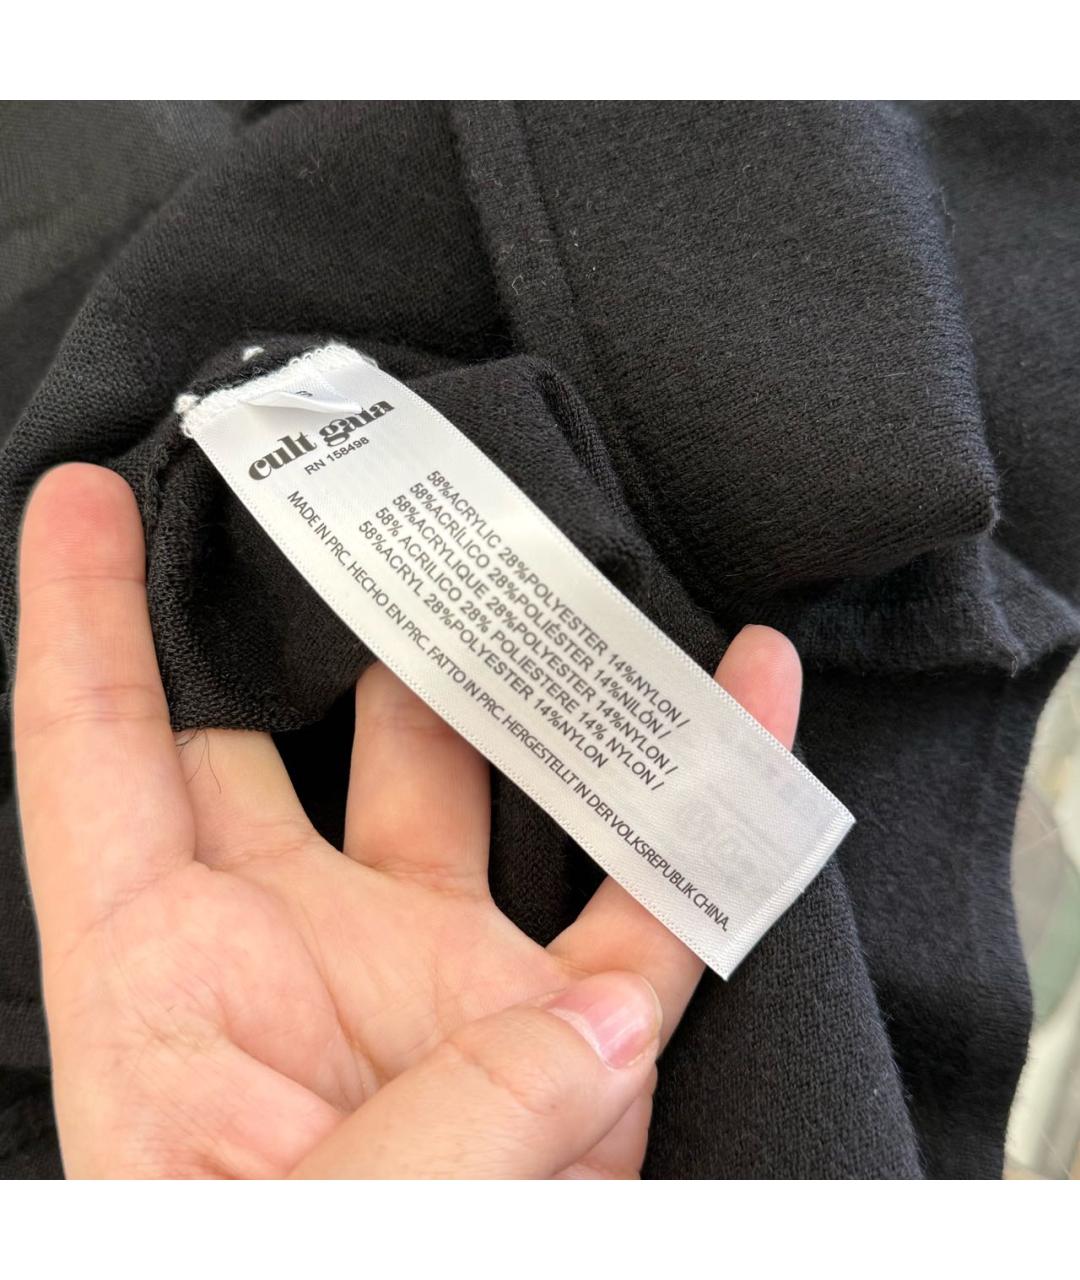 cult gaia
RN 158498
58%ACRYLIC 28%POLYESTER 14%NYLON /
58%ACRÍLICO 28%POLIÉSTER 14%NILÓN /
58%ACRYLIQUE 28%POLYESTER 14%NYLON /
58% ACRILICO 28% POLIESTERE 14% NYLON /
58%ACRYL 28%POLYESTER 14%NYLON
MADE IN PRC. HECHO EN PRC. FATTO IN PRC. HERGESTELLT IN DER VOLKSREPUBLIK CHINA.